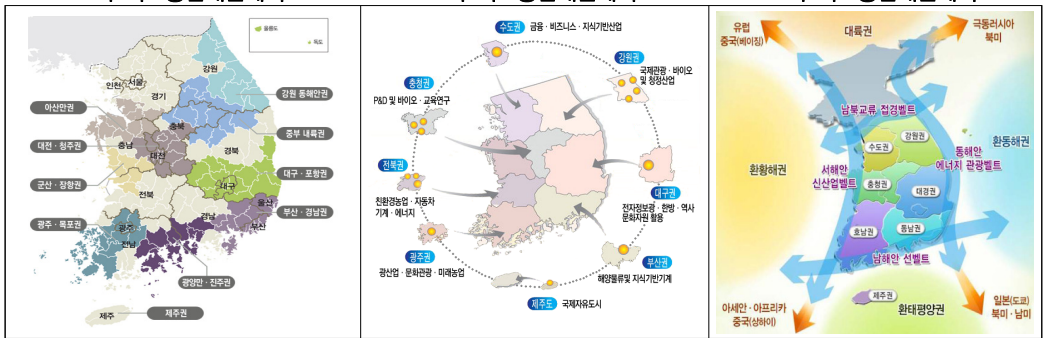 울릉도
독도
강원
인천
서울
경기
아산만권
강원 동해안권
충북
충남
대전·청주권
대전
중부 내륙권
경북
군산·장항권
대구·포항권
전북
대구
울산
경남
부산·경남권
부산
광주·목포권
광주
전남
광양만·진주권
제주
제주권
수도권
금융·비즈니스·지식기반산업
강원권
국제관광·바이오
및 청정산업
충청권
P&D 및 바이오·교육연구
전북권
친환경농업·자동차
기계·에너지
대구권
전자정보광·한방·역사
문화자원 활용
광주권
광산업·문화관광·미래농업
부산권
해양물류및 지식기반기계
제주도
국제자유도시
유럽
중국(베이징)
대륙권
극동러시아
북미
남북교류 접경벨트
수도권
강원권
환황해권
환동해권
서해안
신산업벨트
동해안
에너지 관광벨트
충청권
대경권
호남권
동남권
남해안 선벨트
제주권
아세안·아프리카
중국(상하이)
환태평양권
일본(도쿄)
북미·남미